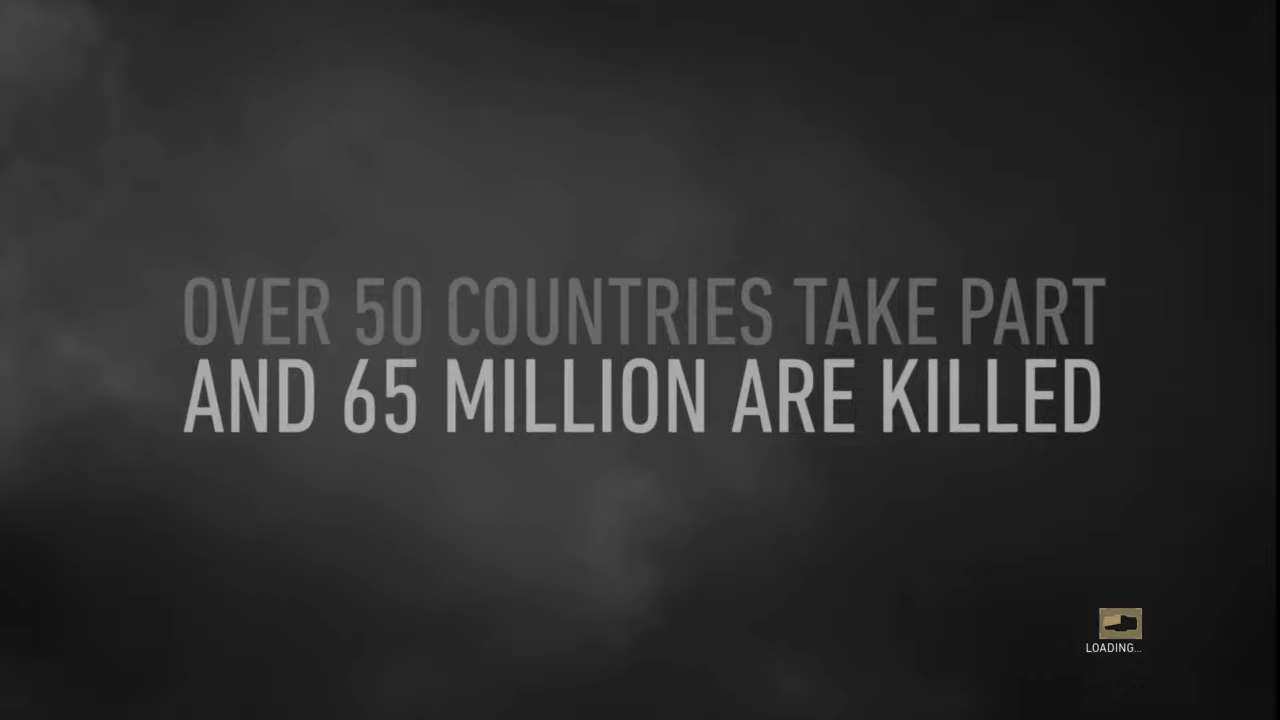 OVER 50 COUNTRIES TAKE PART
AND 65 MILLION ARE KILLED
LOADING...